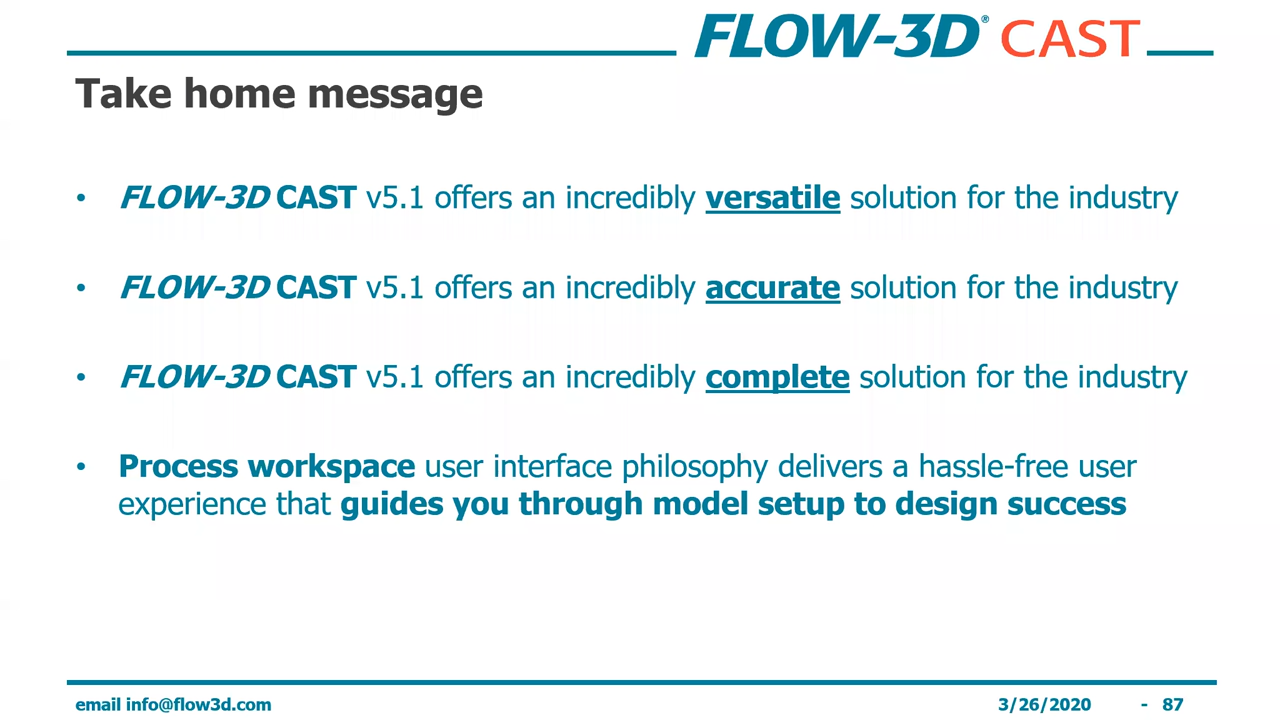 FLOW-3D® CAST
Take home message
• FLOW-3D CAST v5.1 offers an incredibly versatile solution for the industry
• FLOW-3D CAST v5.1 offers an incredibly accurate solution for the industry
• FLOW-3D CAST v5.1 offers an incredibly complete solution for the industry
• Process workspace user interface philosophy delivers a hassle-free user
experience that guides you through model setup to design success
email info@flow3d.com 3/26/2020 - 87